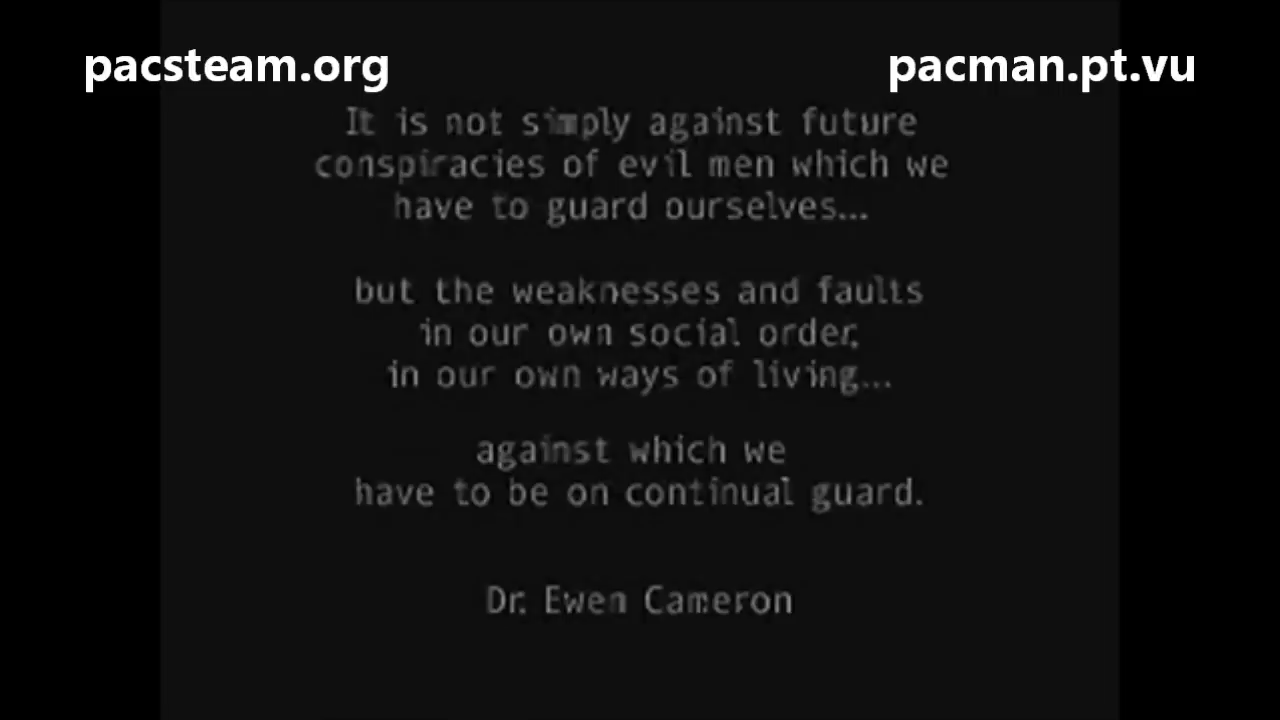 pacsteam.org
pacman.pt.vu
It is not simply against future
conspiracies of evil men which we
have to guard ourselves...
but the weaknesses and faults
in our own social order,
in our own ways of living...
against which we
have to be on continual guard.
Dr. Ewen Cameron